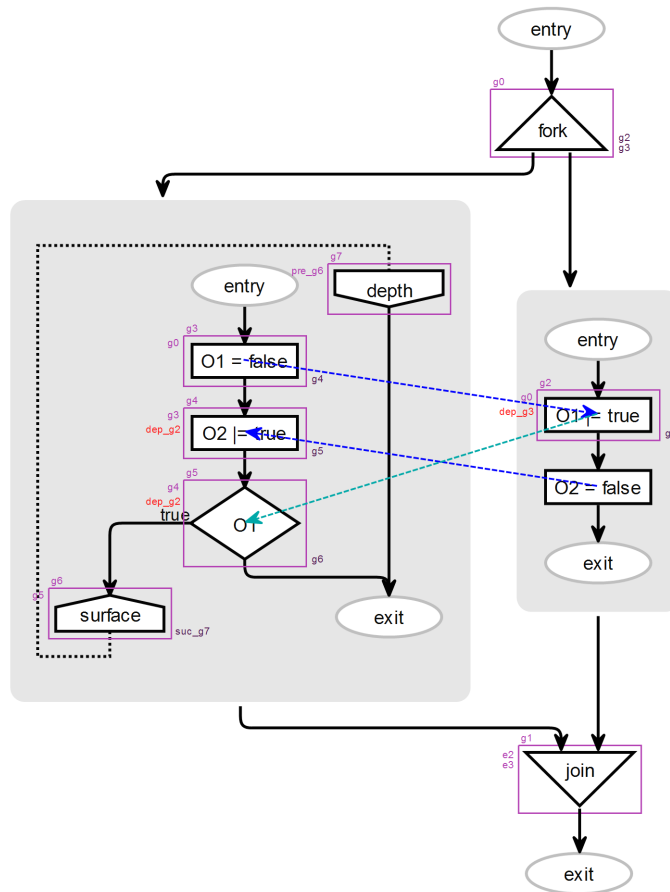 entry
g0
fork
g2
g3
g7
pre_g6
depth
entry
g3
g0
O1 = false
g4
g4
g3
dep_g2
O2 |= true
g5
g5
g4
dep_g2
true
O1
g6
g6
g5
surface
suc_g7
exit
entry
g2
g0
dep_g3
O1 |= true
O2 = false
exit
g1
e2
e3
join
exit